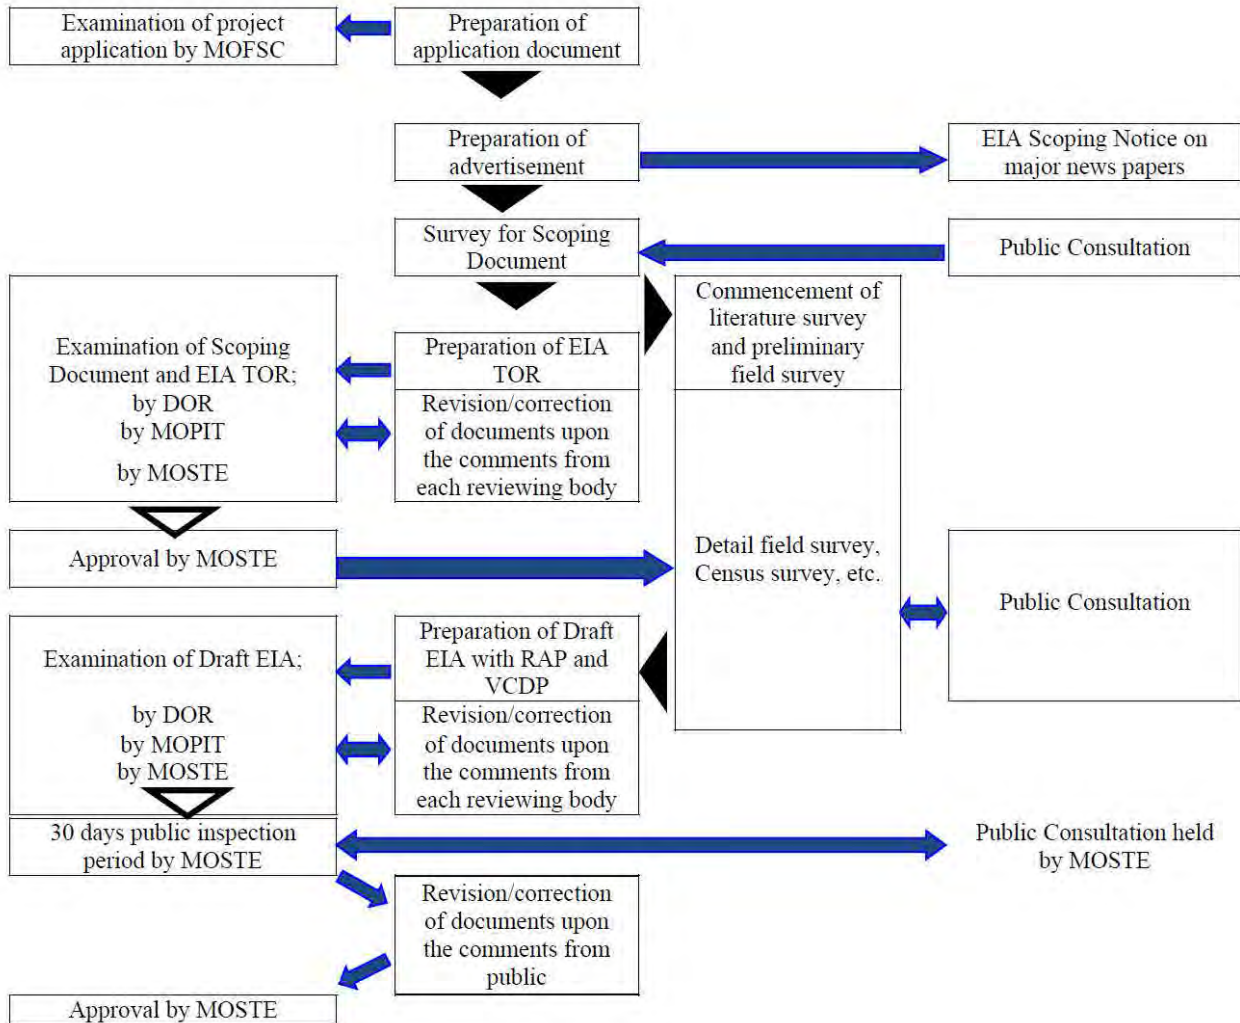 Examination of project
application by MOFSC
Preparation of
application document
Preparation of
advertisement
EIA Scoping Notice on
major news papers
Survey for Scoping
Document
Public Consultation
Commencement of
literature survey
and preliminary
field survey
Examination of Scoping
Document and EIA TOR;
by DOR
by MOPIT
by MOSTE
Preparation of EIA
TOR
Revision/correction
of documents upon
the comments from
each reviewing body
Approval by MOSTE
Detail field survey,
Census survey, etc.
Public Consultation
Examination of Draft EIA;
by DOR
by MOPIT
by MOSTE
Preparation of Draft
EIA with RAP and
VCDP
Revision/correction
of documents upon
the comments from
each reviewing body
30 days public inspection
period by MOSTE
Public Consultation held
by MOSTE
Revision/correction
of documents upon
the comments from
public
Approval by MOSTE